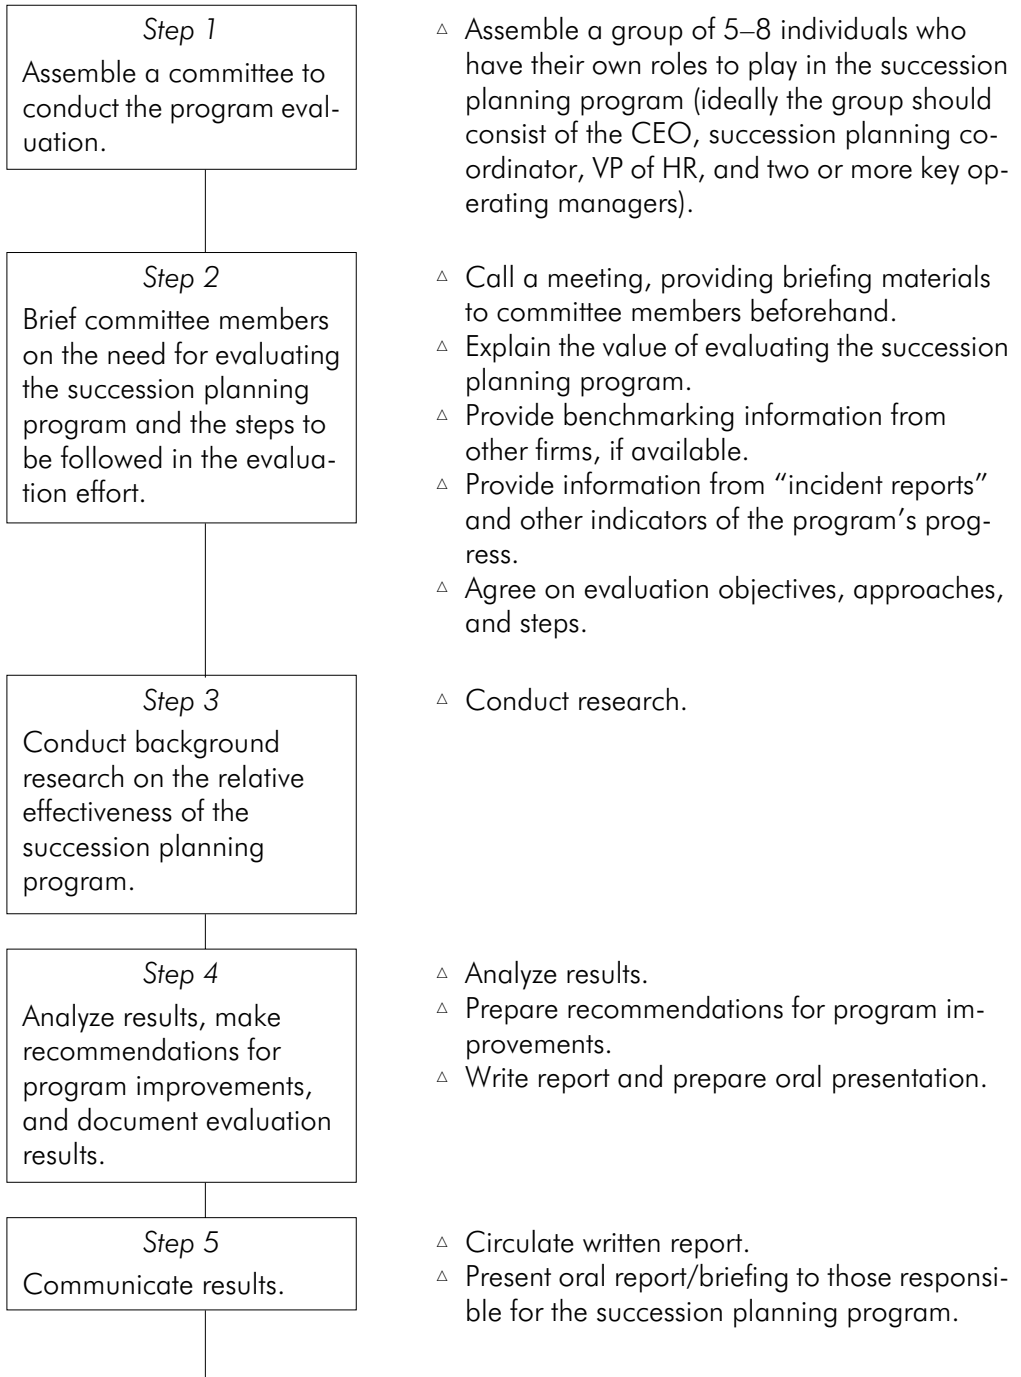 Step 1
Assemble a committee to
conduct the program eval-
uation.
△ Assemble a group of 5–8 individuals who
have their own roles to play in the succession
planning program (ideally the group should
consist of the CEO, succession planning co-
ordinator, VP of HR, and two or more key op-
erating managers).
Step 2
Brief committee members
on the need for evaluating
the succession planning
program and the steps to
be followed in the evalua-
tion effort.
△ Call a meeting, providing briefing materials
to committee members beforehand.
△ Explain the value of evaluating the succession
planning program.
△ Provide benchmarking information from
other firms, if available.
△ Provide information from “incident reports”
and other indicators of the program’s prog-
ress.
△ Agree on evaluation objectives, approaches,
and steps.
Step 3
Conduct background
research on the relative
effectiveness of the
succession planning
program.
△ Conduct research.
Step 4
Analyze results, make
recommendations for
program improvements,
and document evaluation
results.
△ Analyze results.
△ Prepare recommendations for program im-
provements.
△ Write report and prepare oral presentation.
Step 5
Communicate results.
△ Circulate written report.
△ Present oral report/briefing to those responsi-
ble for the succession planning program.